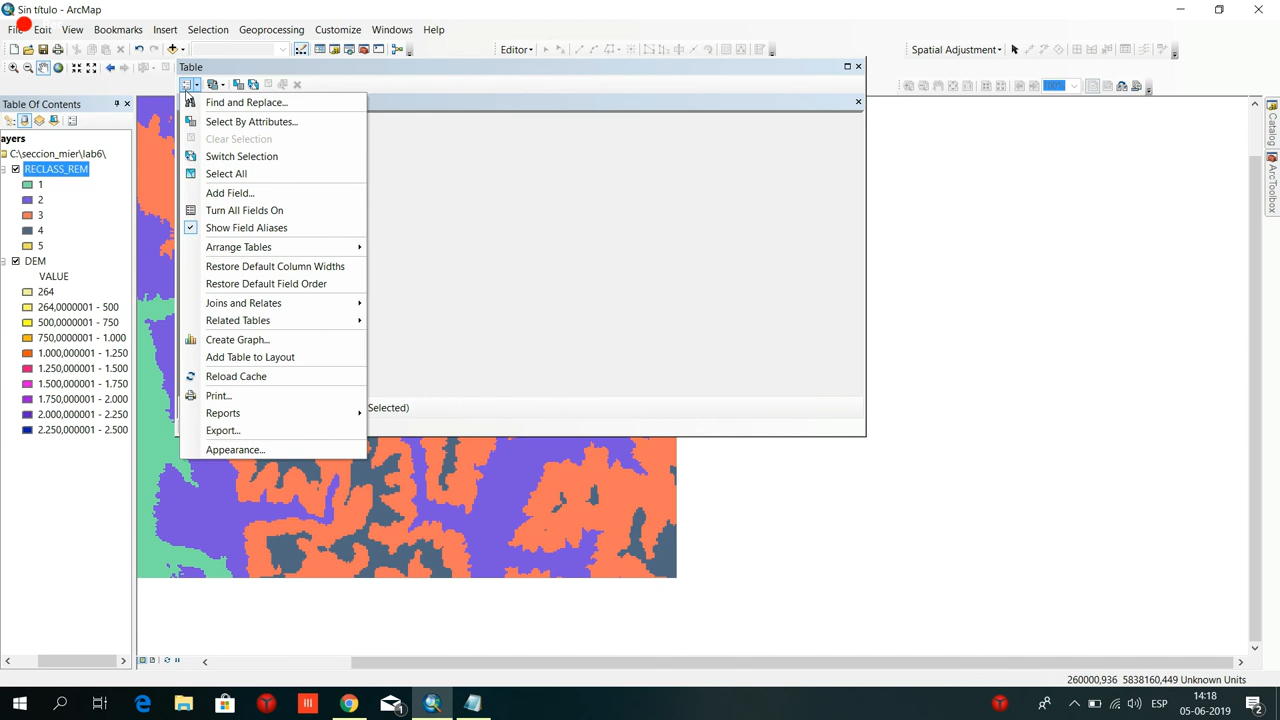 Sin título - ArcMap
File Edit View Bookmarks Insert Selection Geoprocessing Customize Windows Help
Editor
Spatial Adjustment
100%
Table
Table Of Contents
ayers
C:\seccion_mier\lab6\
RECLASS_REM
1
2
3
4
5
DEM
VALUE
264
264,0000001 - 500
500,000001 - 750
750,000001 - 1.000
1.000,000001 - 1.250
1.250,000001 - 1.500
1.500,000001 - 1.750
1.750,000001 - 2.000
2.000,000001 - 2.250
2.250,000001 - 2.500
Find and Replace...
Select By Attributes...
Clear Selection
Switch Selection
Select All
Add Field...
Turn All Fields On
Show Field Aliases
Arrange Tables
Restore Default Column Widths
Restore Default Field Order
Joins and Relates
Related Tables
Create Graph...
Add Table to Layout
Reload Cache
Print...
Reports
Export...
Appearance...
Selected)
Catalog
ArcToolbox
260000,936 5838160,449 Unknown Units
1
ESP
14:18
05-06-2019
2